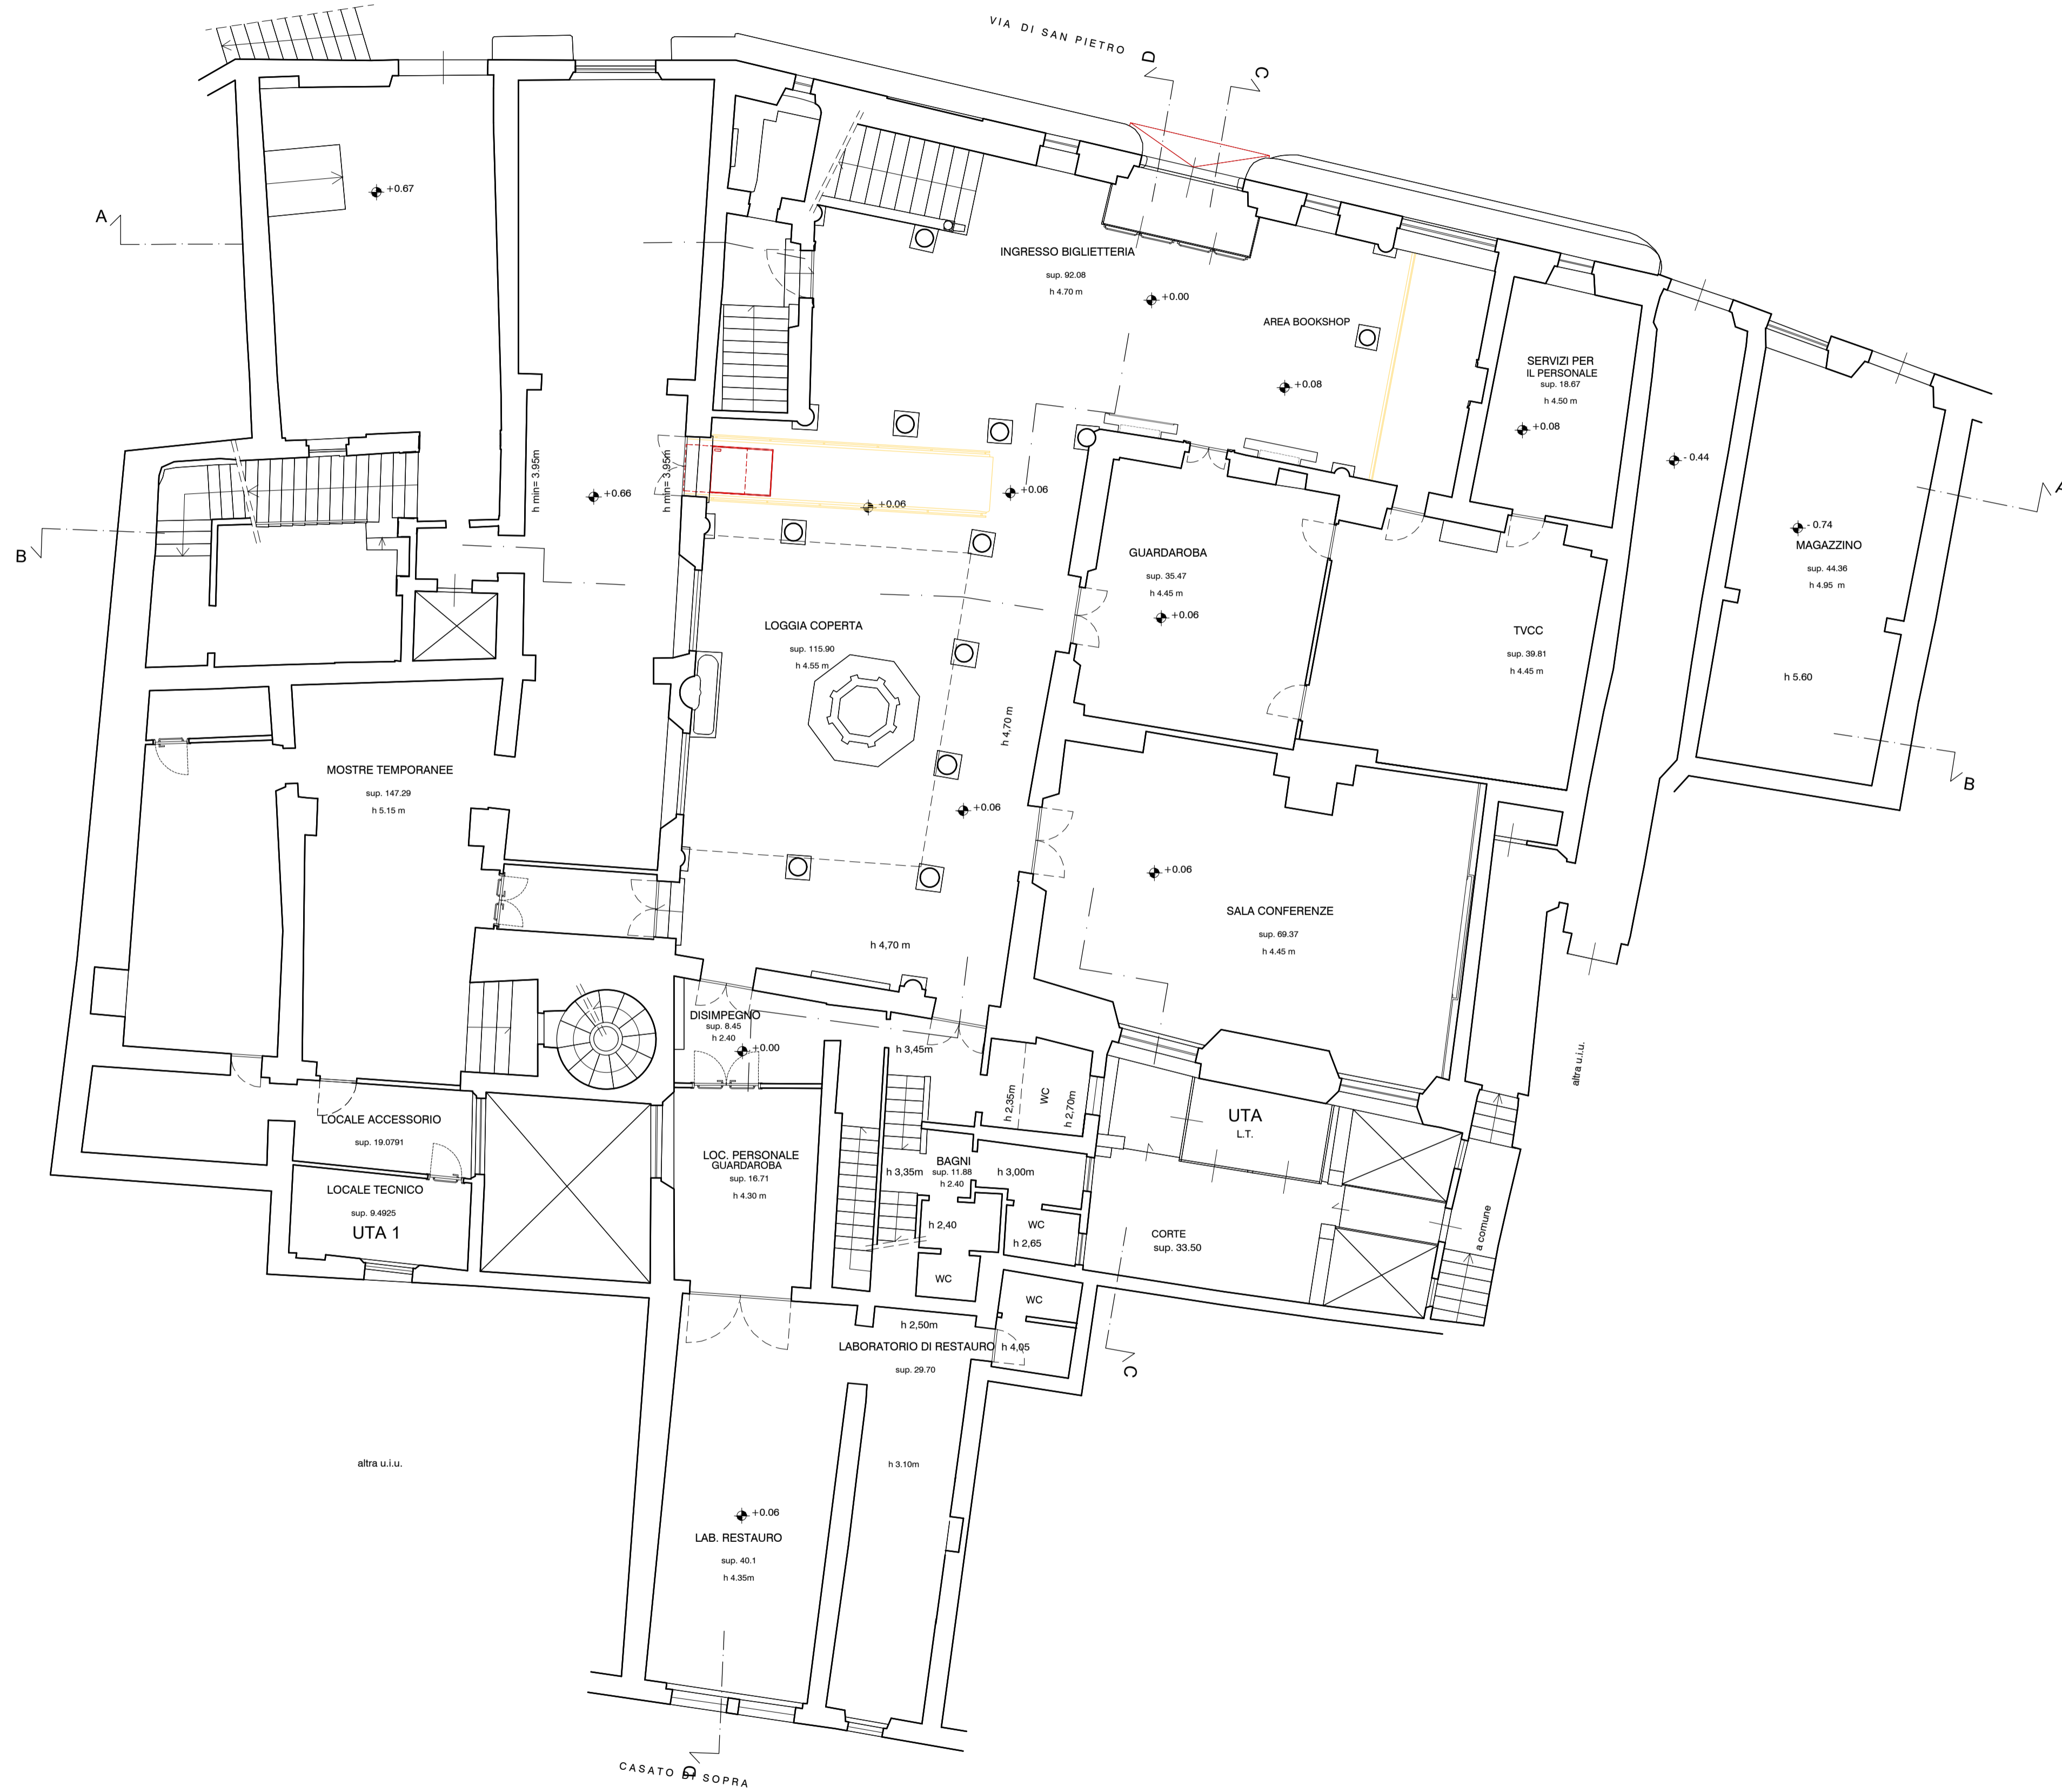 VIA DI SAN PIETRO
D
C
A
+0.67
INGRESSO BIGLIETTERIA
sup. 92.08
h 4.70 m
+0.00
AREA BOOKSHOP
+0.08
SERVIZI PER
IL PERSONALE
sup. 18.67
h 4.50 m
+0.08
- 0.44
A
- 0.74
MAGAZZINO
sup. 44.36
h 4.95 m
h 5.60
B
B
h min= 3.95m
+0.66
h min= 3.95m
+0.06
+0.06
GUARDAROBA
sup. 35.47
h 4.45 m
+0.06
TVCC
sup. 39.81
h 4.45 m
LOGGIA COPERTA
sup. 115.90
h 4.55 m
h 4,70 m
+0.06
MOSTRE TEMPORANEE
sup. 147.29
h 5.15 m
+0.06
SALA CONFERENZE
sup. 69.37
h 4.45 m
h 4,70 m
DISIMPEGNO
sup. 8.45
h 2.40
+0.00
h 3,45m
h 2,35m
WC
h 2,70m
UTA
L.T.
altra u.i.u.
LOCALE ACCESSORIO
sup. 19.0791
LOCALE TECNICO
sup. 9.4925
UTA 1
LOC. PERSONALE
GUARDAROBA
sup. 16.71
h 4.30 m
h 3,35m
BAGNI
sup. 11.88
h 2.40
h 3,00m
h 2,40
WC
h 2,65
WC
WC
CORTE
sup. 33.50
a comune
h 2,50m
LABORATORIO DI RESTAURO
h 4,05
sup. 29.70
C
altra u.i.u.
h 3.10m
+0.06
LAB. RESTAURO
sup. 40.1
h 4.35m
D
CASATO DI SOPRA